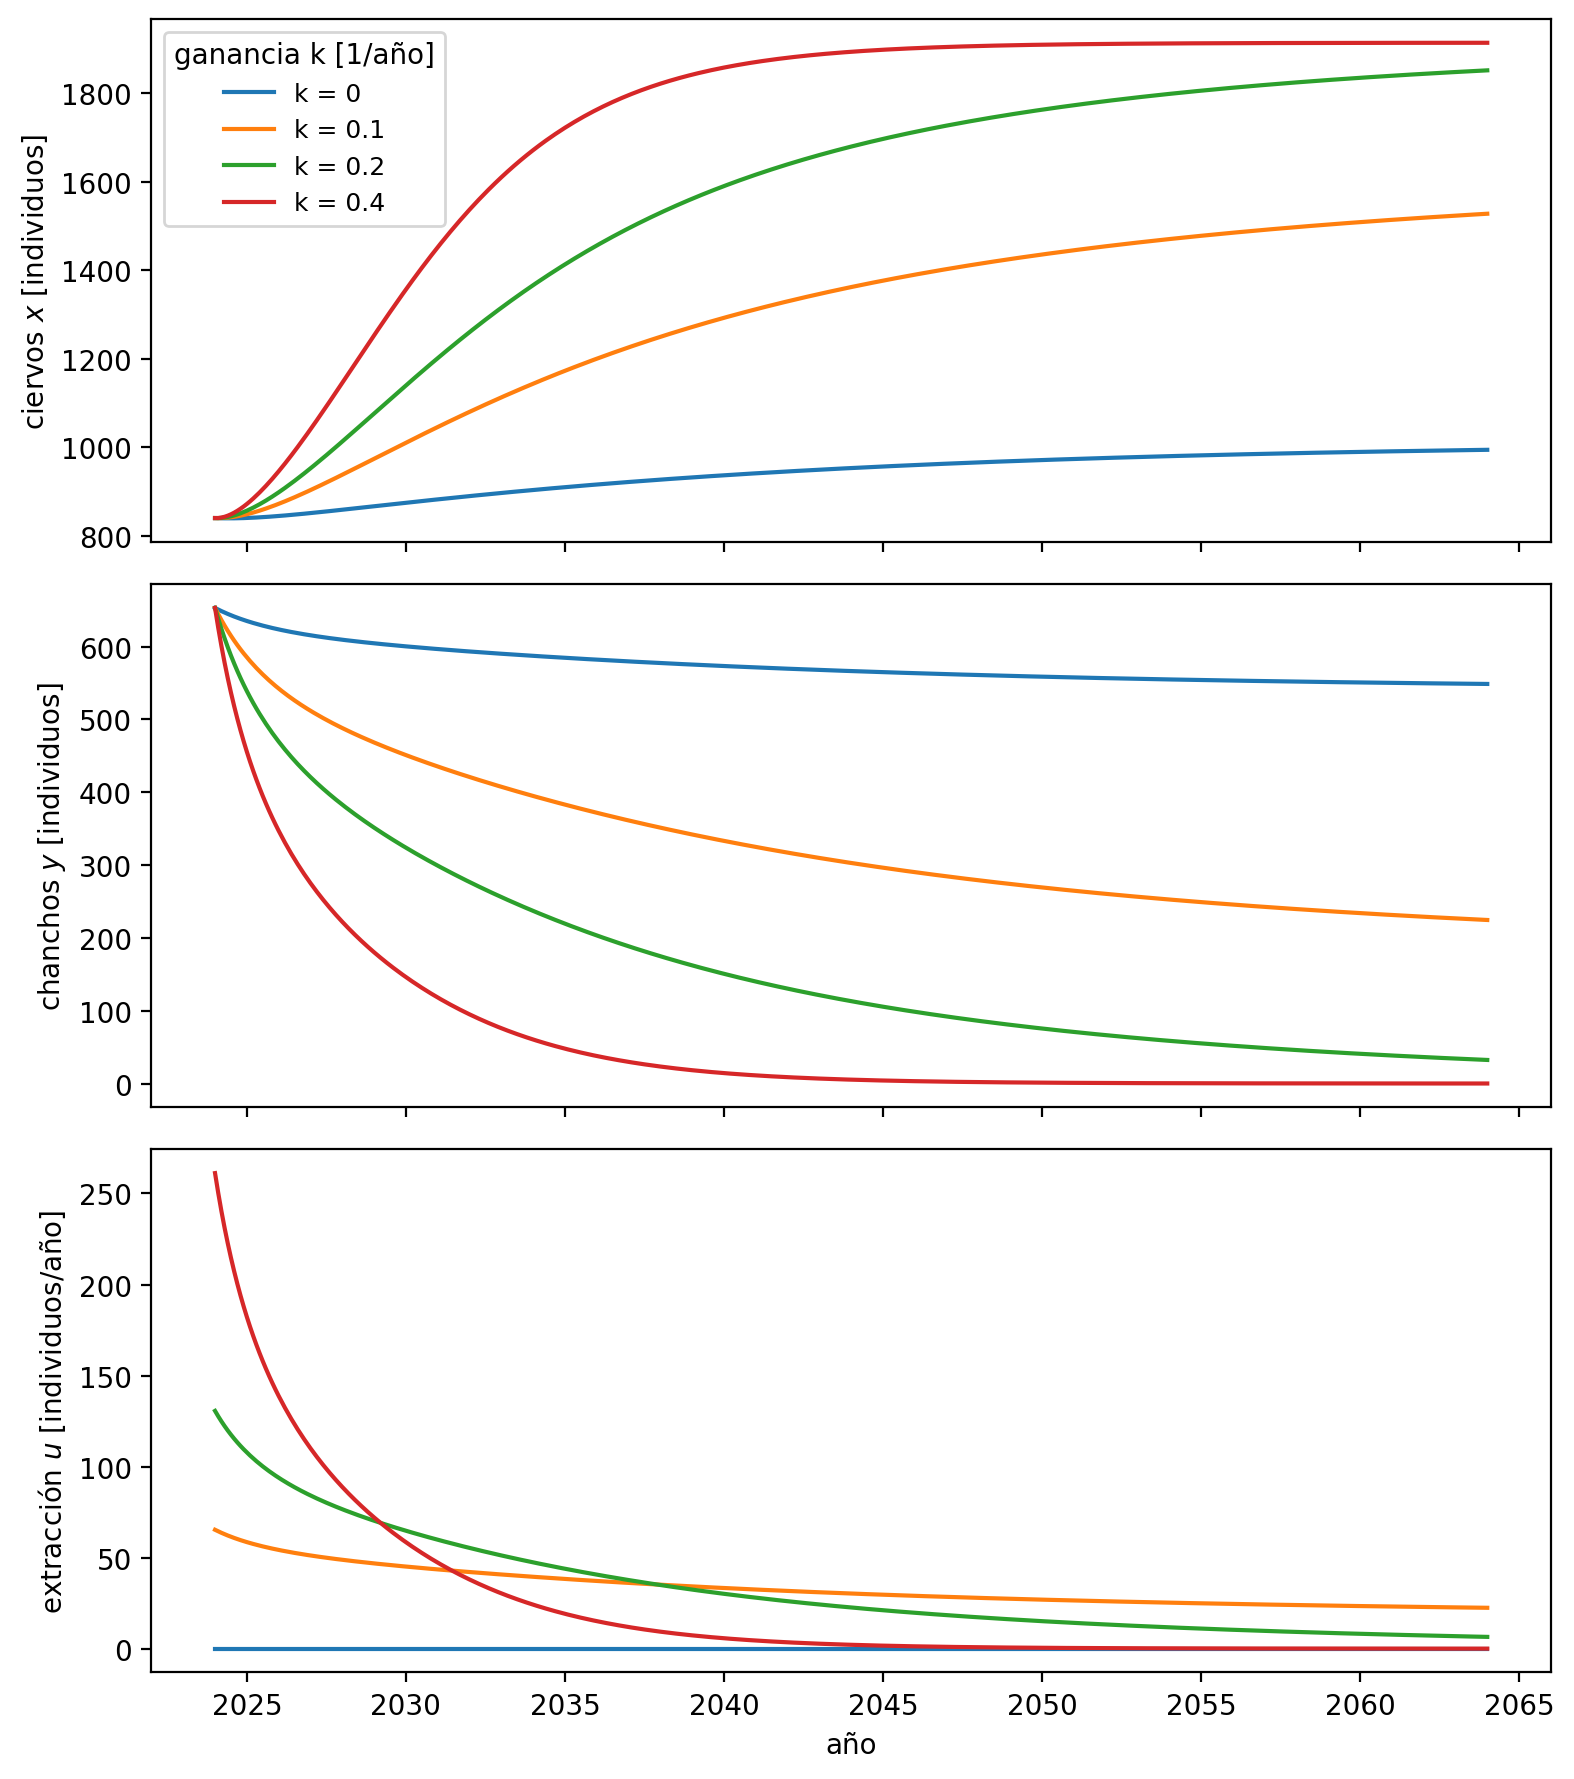 ganancia k [1/año]
k = 0
k = 0.1
k = 0.2
k = 0.4
ciervos x [individuos]
1800
1600
1400
1200
1000
800
chanchos y [individuos]
600
500
400
300
200
100
0
extracción u [individuos/año]
250
200
150
100
50
0
2025 2030 2035 2040 2045 2050 2055 2060 2065
año